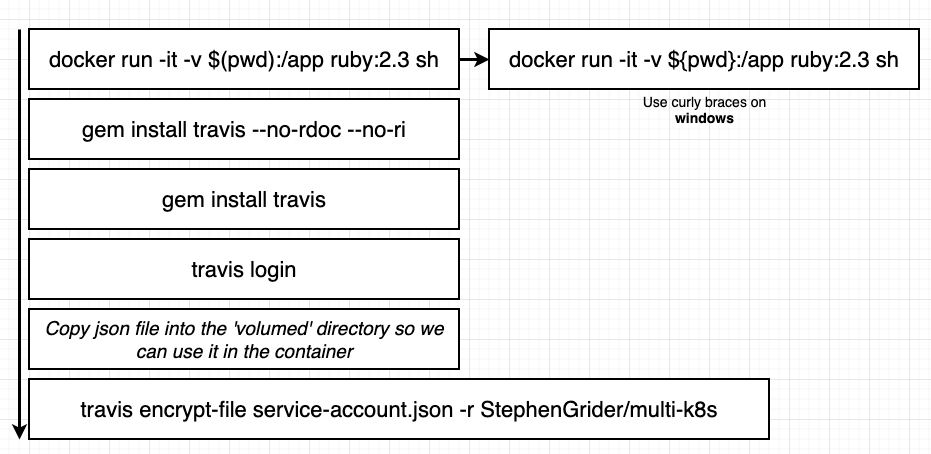 docker run -it -v $(pwd):/app ruby:2.3 sh
docker run -it -v ${pwd}:/app ruby:2.3 sh
Use curly braces on
windows
gem install travis --no-rdoc --no-ri
gem install travis
travis login
Copy json file into the 'volumed' directory so we
can use it in the container
travis encrypt-file service-account.json -r StephenGrider/multi-k8s